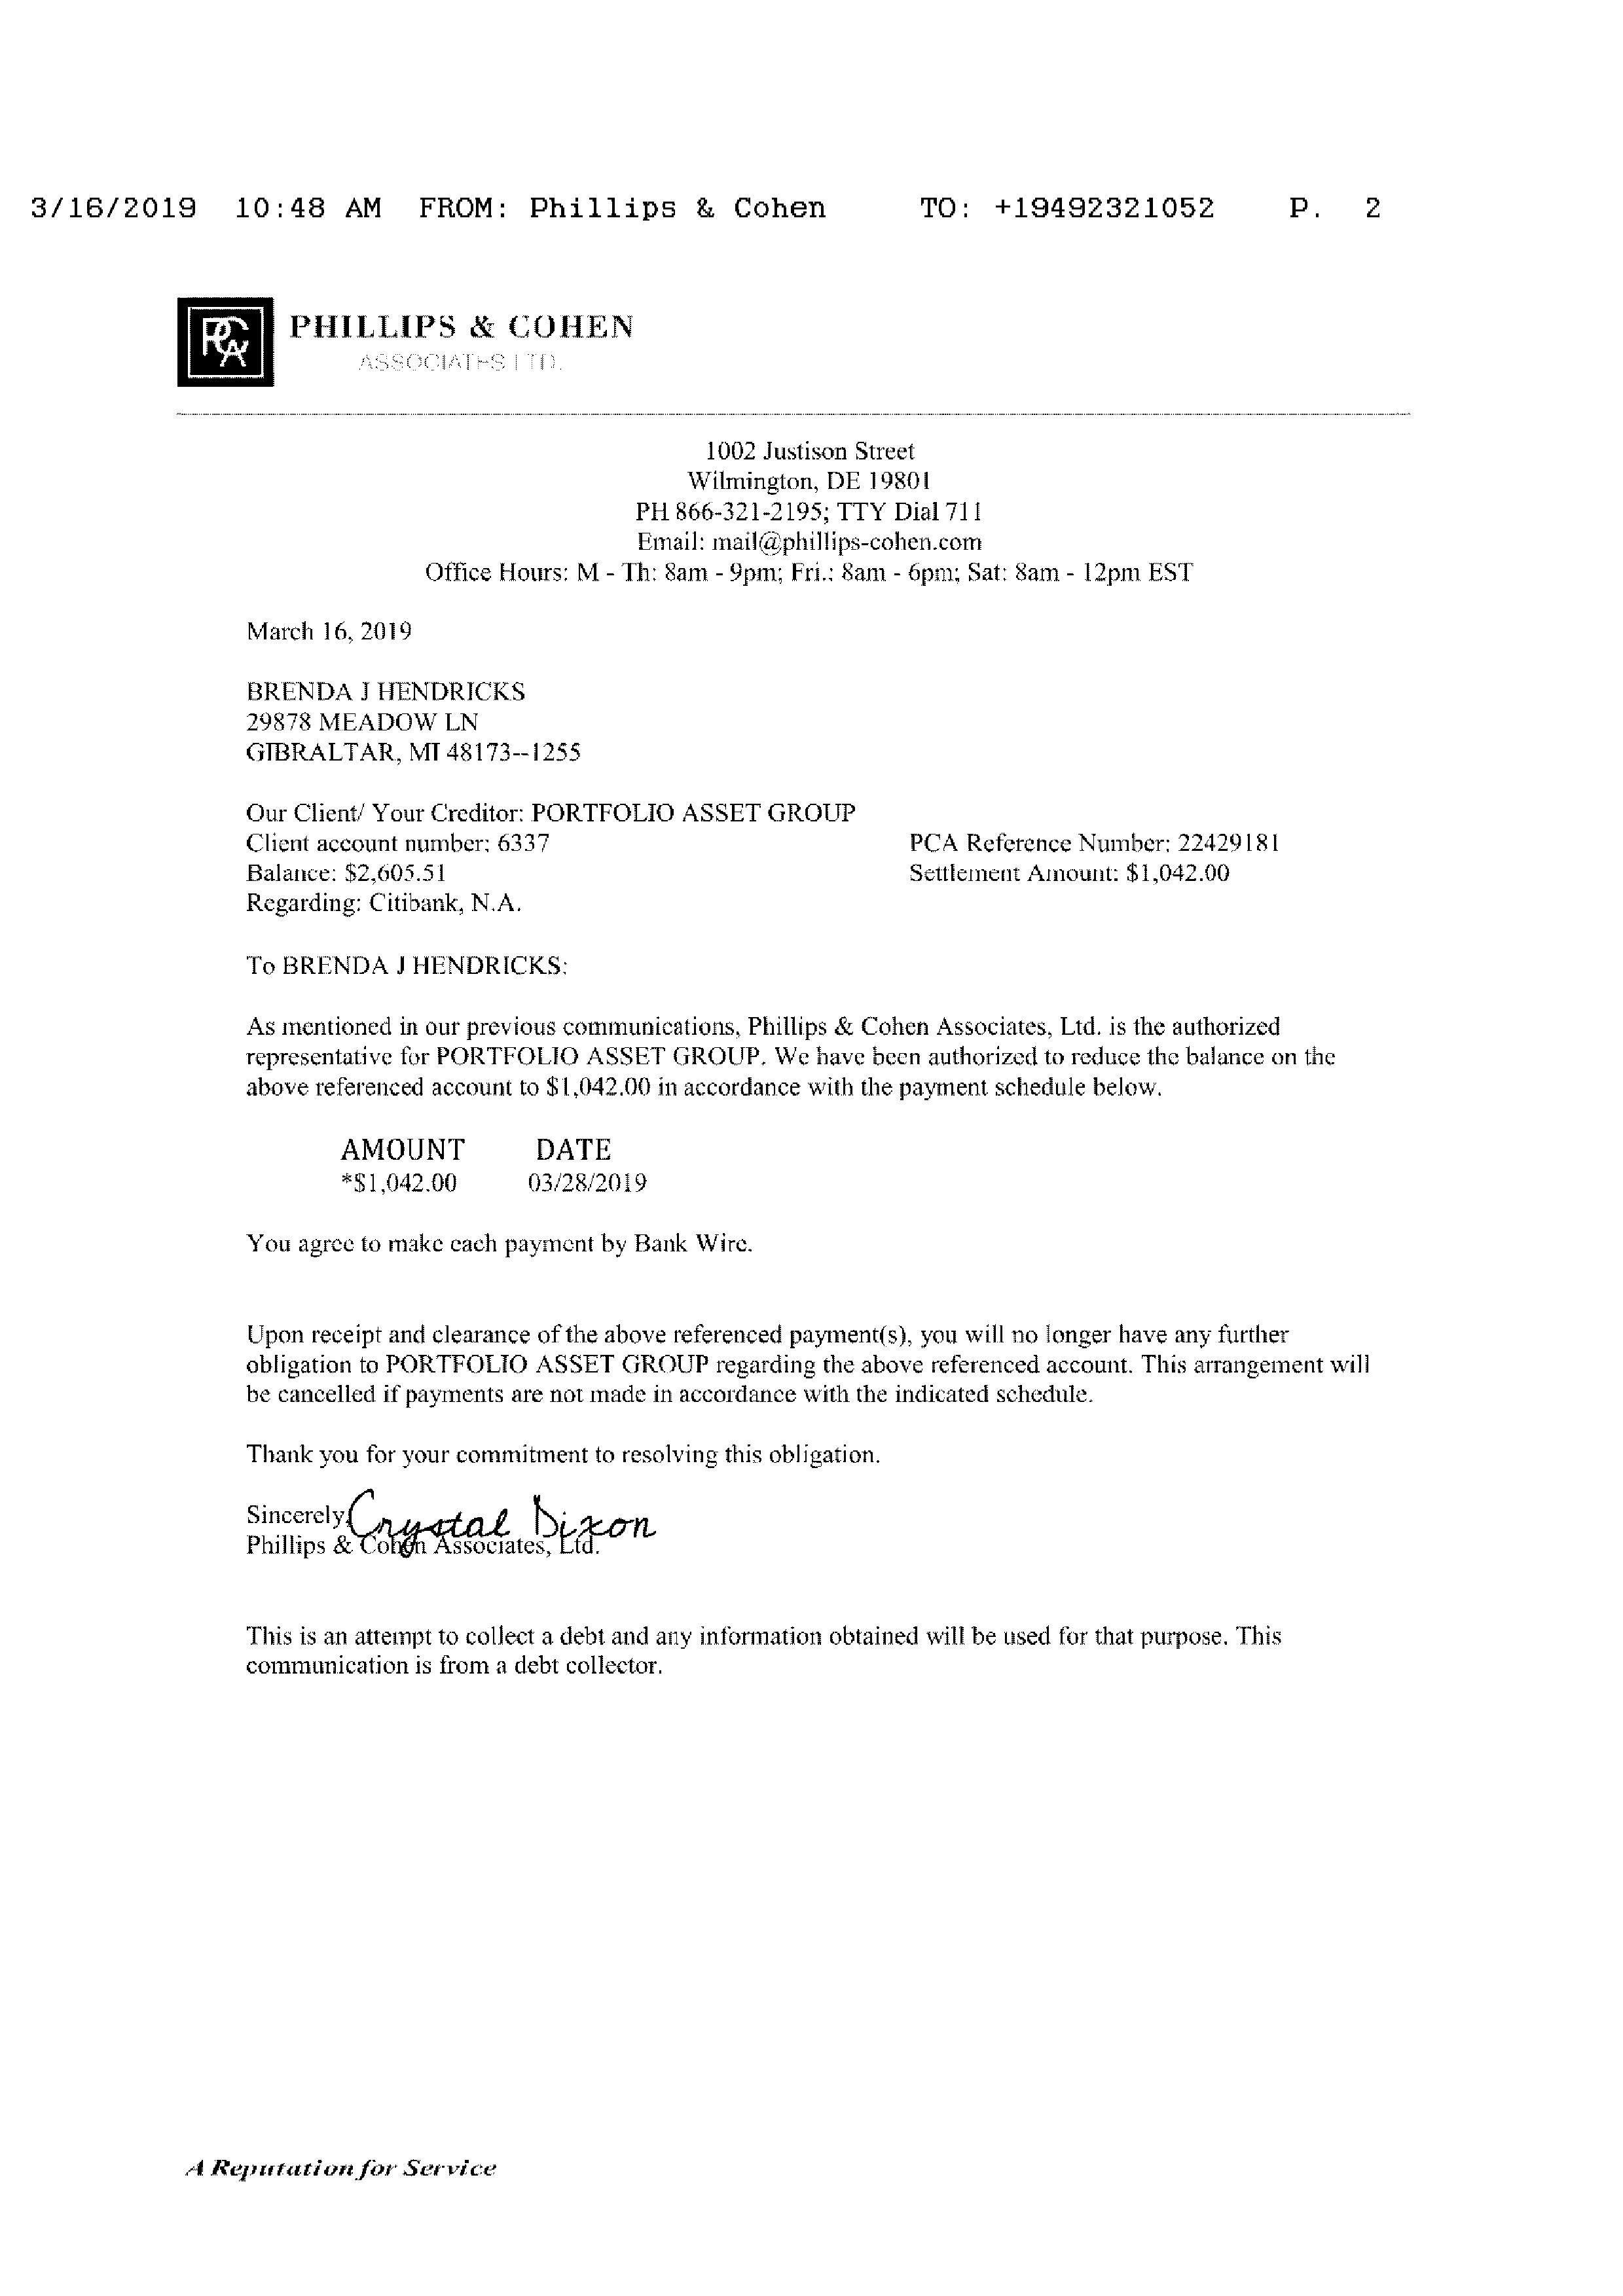 3/16/2019 10:48 AM FROM: Phillips & Cohen TO: +19492321052 P. 2
PCA
PHILLIPS & COHEN
ASSOCIATES LTD.
1002 Justison Street
Wilmington, DE 19801
PH 866-321-2195; TTY Dial 711
Email: mail@phillips-cohen.com
Office Hours: M - Th: 8am - 9pm; Fri.: 8am - 6pm; Sat: 8am - 12pm EST
March 16, 2019
BRENDA J HENDRICKS
29878 MEADOW LN
GIBRALTAR, MI 48173--1255
Our Client/ Your Creditor: PORTFOLIO ASSET GROUP
Client account number: 6337 PCA Reference Number: 22429181
Balance: $2,605.51 Settlement Amount: $1,042.00
Regarding: Citibank, N.A.
To BRENDA J HENDRICKS:
As mentioned in our previous communications, Phillips & Cohen Associates, Ltd. is the authorized
representative for PORTFOLIO ASSET GROUP. We have been authorized to reduce the balance on the
above referenced account to $1,042.00 in accordance with the payment schedule below.
AMOUNT DATE
*$1,042.00 03/28/2019
You agree to make each payment by Bank Wire.
Upon receipt and clearance of the above referenced payment(s), you will no longer have any further
obligation to PORTFOLIO ASSET GROUP regarding the above referenced account. This arrangement will
be cancelled if payments are not made in accordance with the indicated schedule.
Thank you for your commitment to resolving this obligation.
Sincerely, Crystal Dixon
Phillips & Cohen Associates, Ltd.
This is an attempt to collect a debt and any information obtained will be used for that purpose. This
communication is from a debt collector.
A Reputation for Service